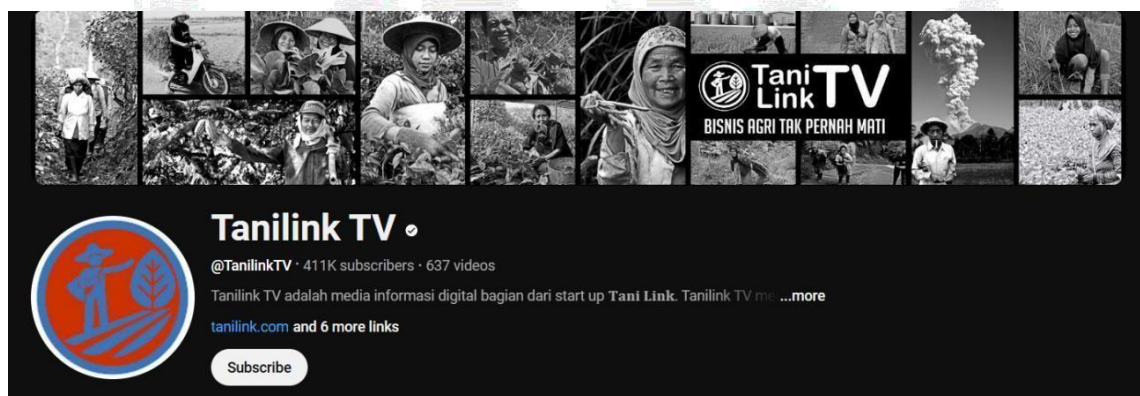 Tani
Link TV
BISNIS AGRI TAK PERNAH MATI
Tanilink TV
@TanilinkTV · 411K subscribers · 637 videos
Tanilink TV adalah media informasi digital bagian dari start up Tani Link. Tanilink TV ...more
tanilink.com and 6 more links
Subscribe